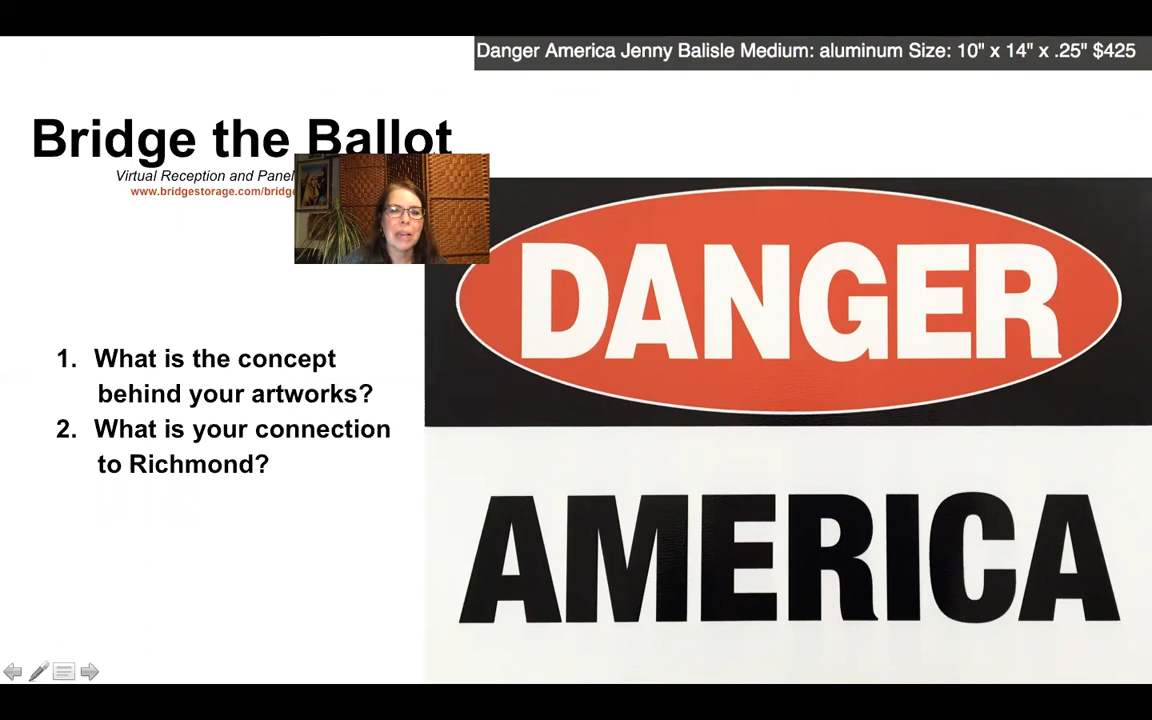 Danger America Jenny Balisle Medium: aluminum Size: 10" x 14" x .25" $425
Bridge the Ballot
Virtual Reception and Panel
www.bridgestorage.com/bridge
1. What is the concept
behind your artworks?
2. What is your connection
to Richmond?
DANGER
AMERICA